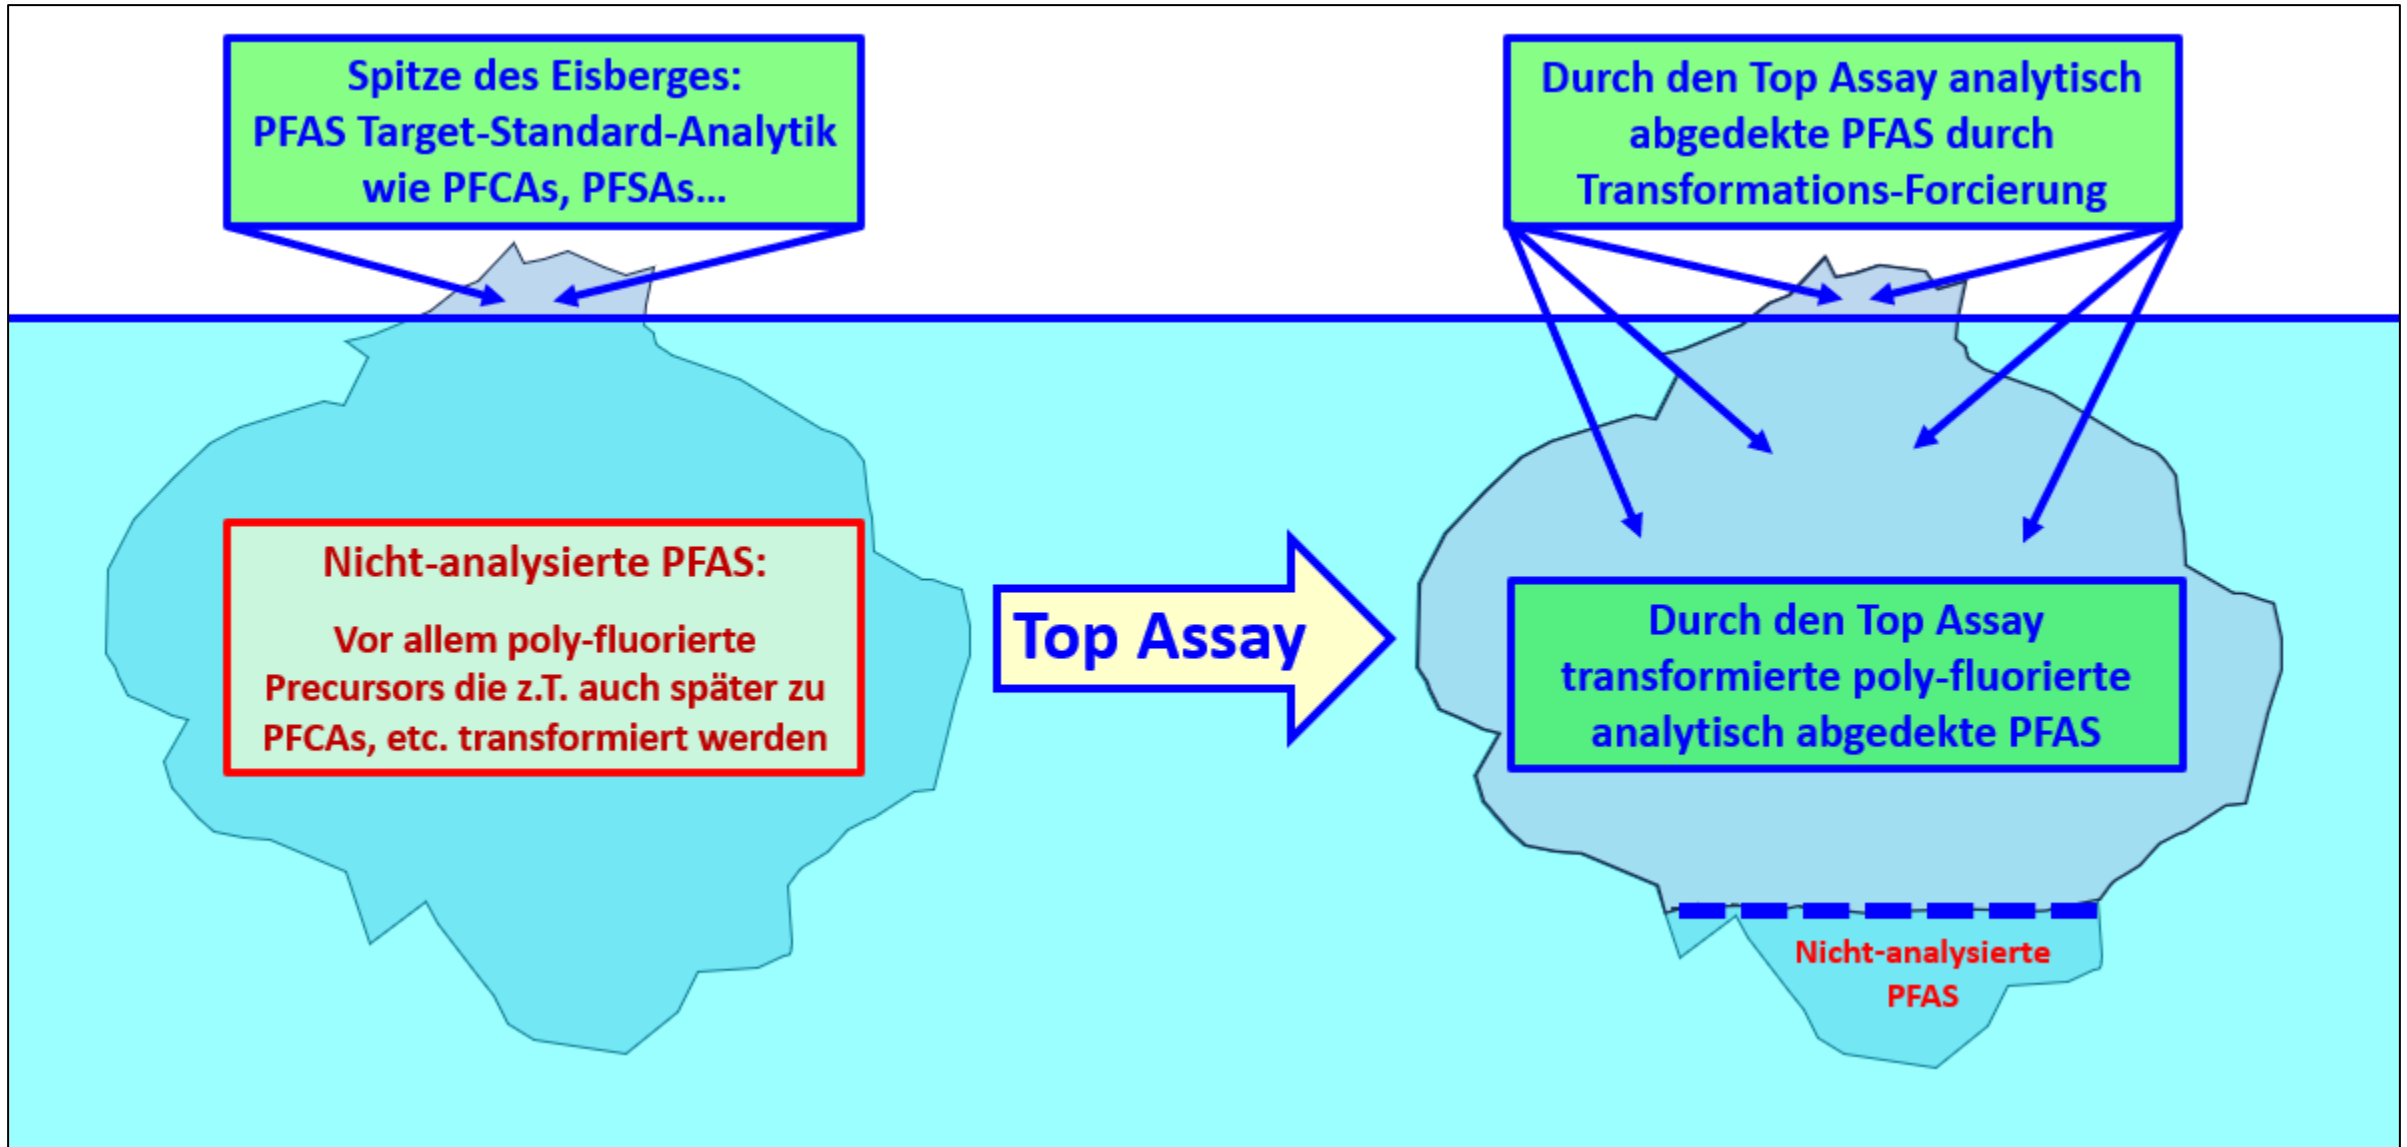 Spitze des Eisberges:
PFAS Target-Standard-Analytik
wie PFCAs, PFSAs...
Durch den Top Assay analytisch
abgedekte PFAS durch
Transformations-Forcierung
Nicht-analysierte PFAS:
Vor allem poly-fluorierte
Precursors die z.T. auch später zu
PFCAs, etc. transformiert werden
Top Assay
Durch den Top Assay
transformierte poly-fluorierte
analytisch abgedekte PFAS
Nicht-analysierte
PFAS